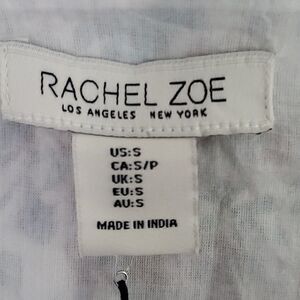 RACHEL ZOE
LOS ANGELES NEW YORK
US:S
CA:S/P
UK:S
EU:S
AU:S
MADE IN INDIA